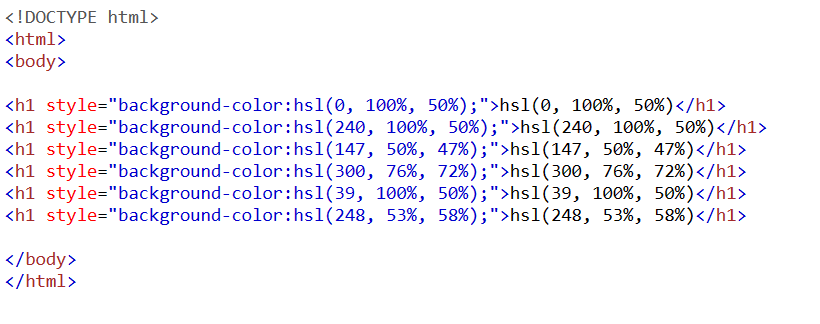 <!DOCTYPE html>
<html>
<body>
<h1 style="background-color:hsl(0, 100%, 50%);">hsl(0, 100%, 50%)</h1>
<h1 style="background-color:hsl(240, 100%, 50%);">hsl(240, 100%, 50%)</h1>
<h1 style="background-color:hsl(147, 50%, 47%);">hsl(147, 50%, 47%)</h1>
<h1 style="background-color:hsl(300, 76%, 72%);">hsl(300, 76%, 72%)</h1>
<h1 style="background-color:hsl(39, 100%, 50%);">hsl(39, 100%, 50%)</h1>
<h1 style="background-color:hsl(248, 53%, 58%);">hsl(248, 53%, 58%)</h1>
</body>
</html>